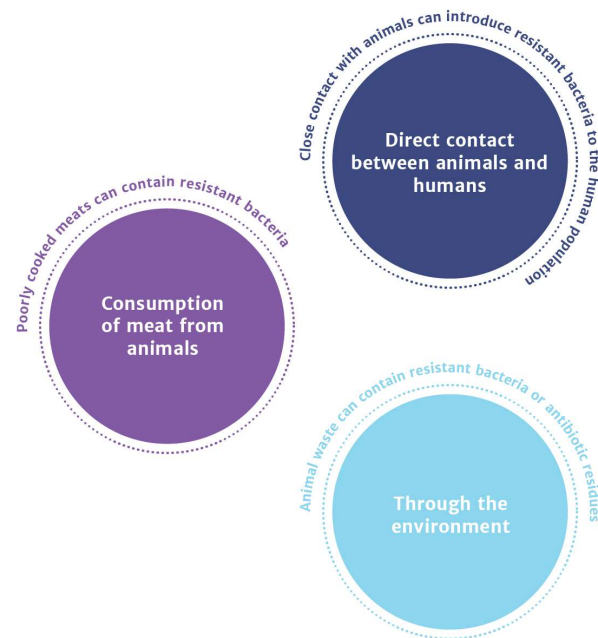 Close contact with animals can introduce resistant bacteria to the human population
Direct contact
between animals and
humans
Poorly cooked meats can contain resistant bacteria
Consumption
of meat from
animals
Animal waste can contain resistant bacteria or antibiotic residues
Through the
environment